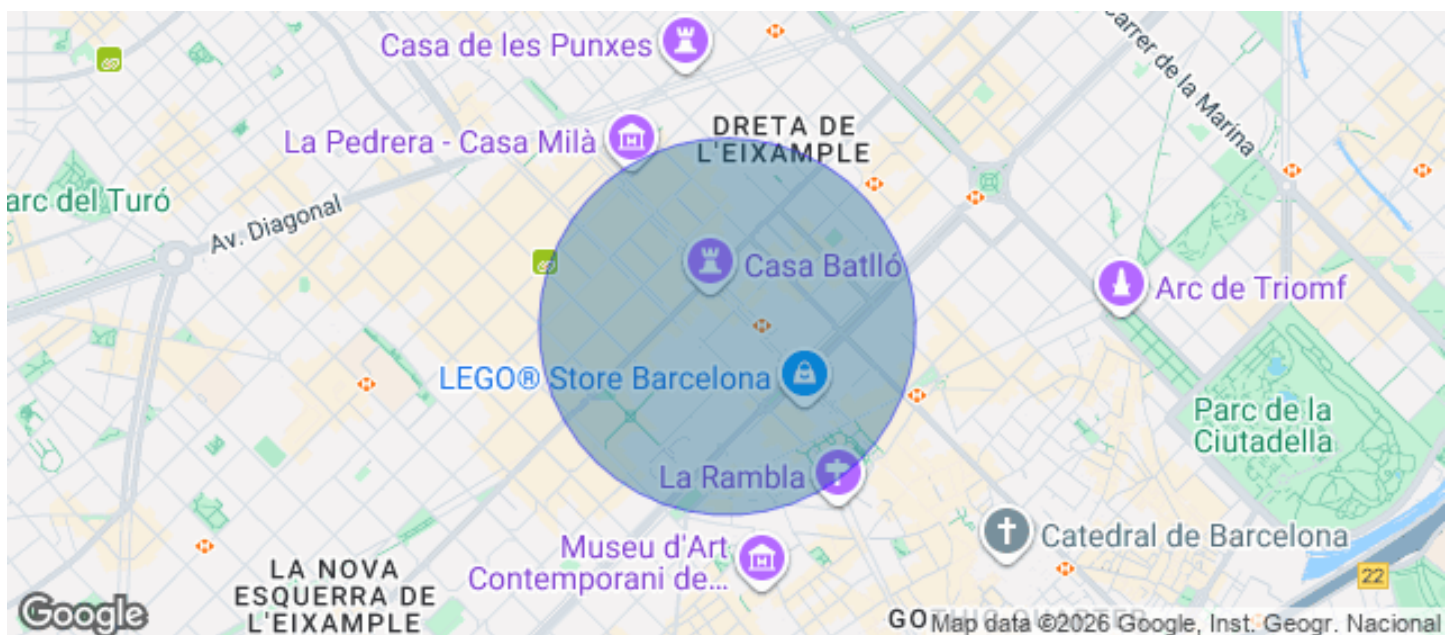 Casa de les Punxes
La Pedrera - Casa Milà
DRETA DE
L'EIXAMPLE
Carrer de la Marina
arc del Turó
Av. Diagonal
Casa Batlló
Arc de Triomf
LEGO® Store Barcelona
Parc de la
Ciutadella
La Rambla
Catedral de Barcelona
Museu d'Art
Contemporani de...
LA NOVA
ESQUERRA DE
L'EIXAMPLE
22
Google
Map data ©2026 Google, Inst. Geogr. Nacional